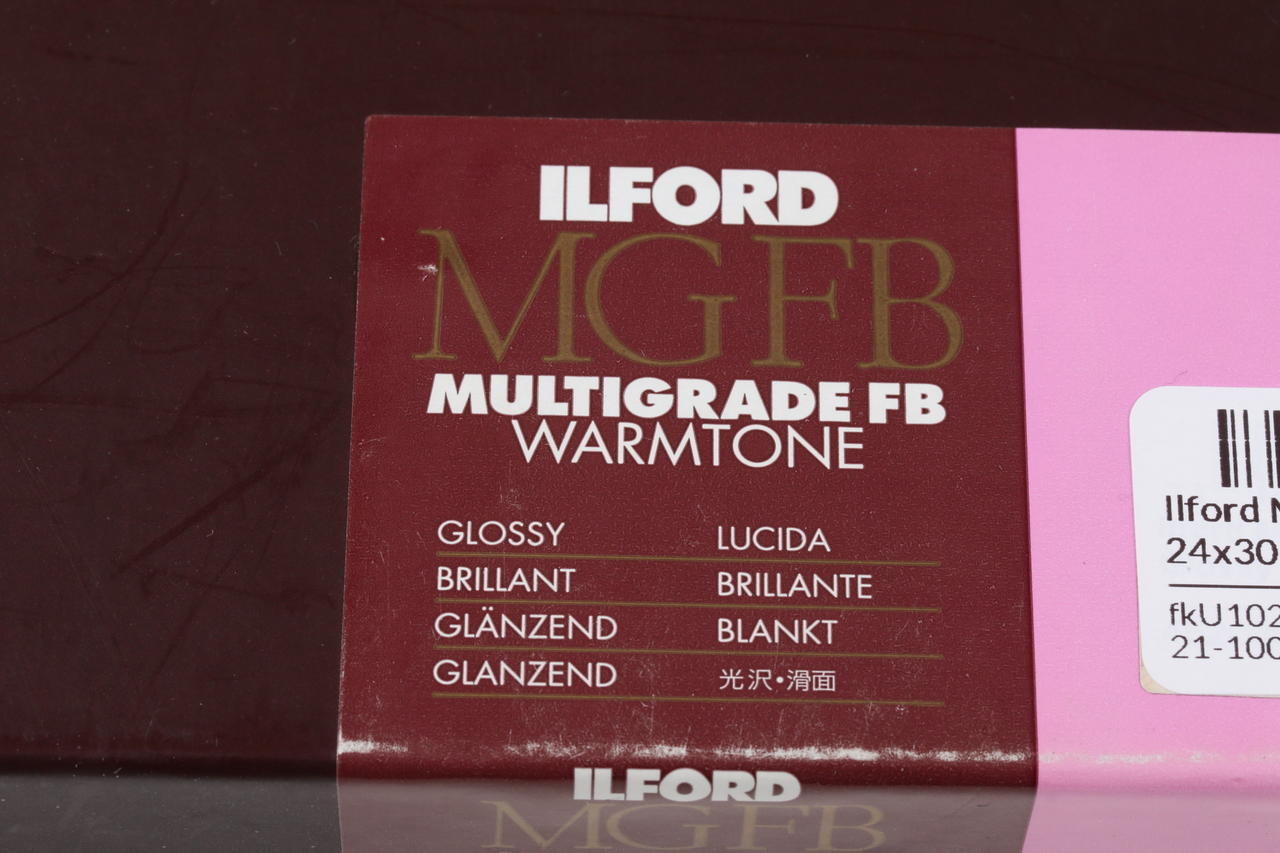 ILFORD
MGFB
MULTIGRADE FB
WARMTONE
GLOSSY LUCIDA
BRILLANT BRILLANTE
GLÄNZEND BLANKT
GLANZEND 光沢•滑面
Ilford
24x30
fkU102
21-100
ILFORD
MGFB